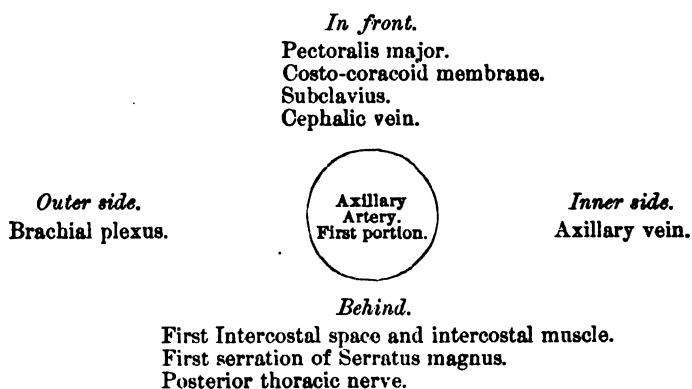 In front.
Pectoralis major.
Costo-coracoid membrane.
Subclavius.
Cephalic vein.
Outer side.
Brachial plexus.
Axillary
Artery.
First portion.
Inner side.
Axillary vein.
Behind.
First Intercostal space and intercostal muscle.
First serration of Serratus magnus.
Posterior thoracic nerve.